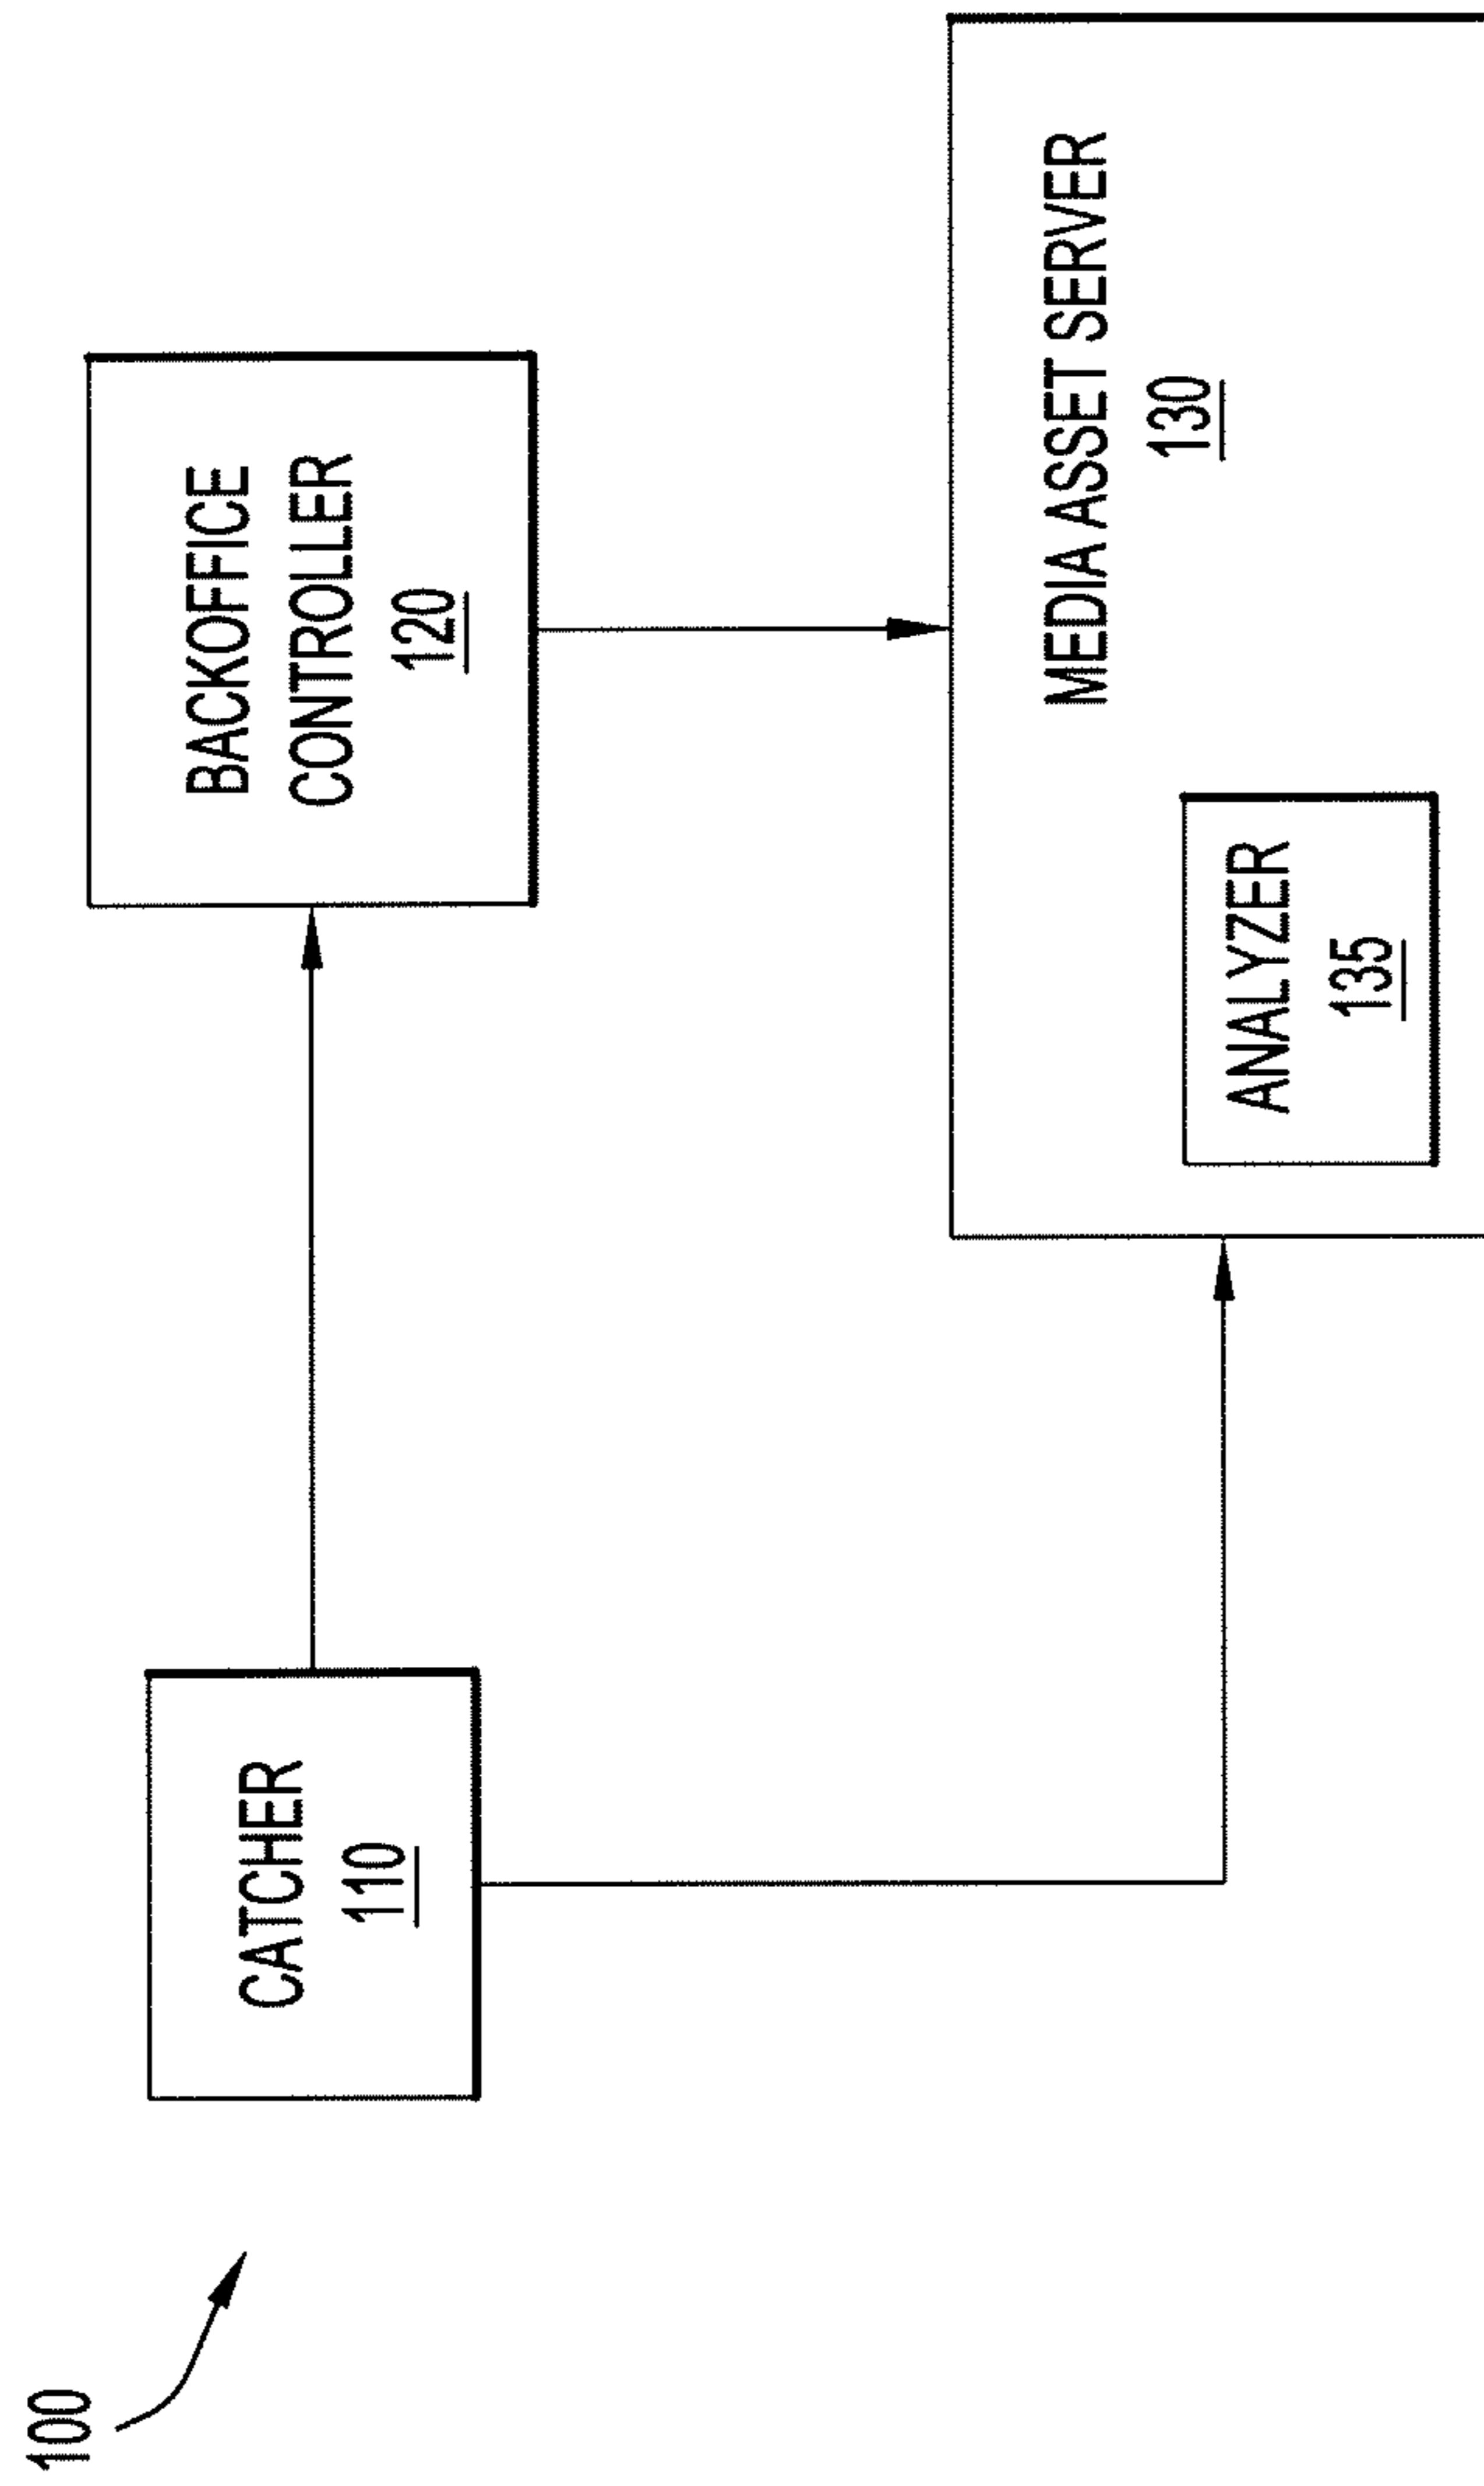 100
CATCHER
110
BACKOFFICE
CONTROLLER
120
MEDIA ASSET SERVER
130
ANALYZER
135